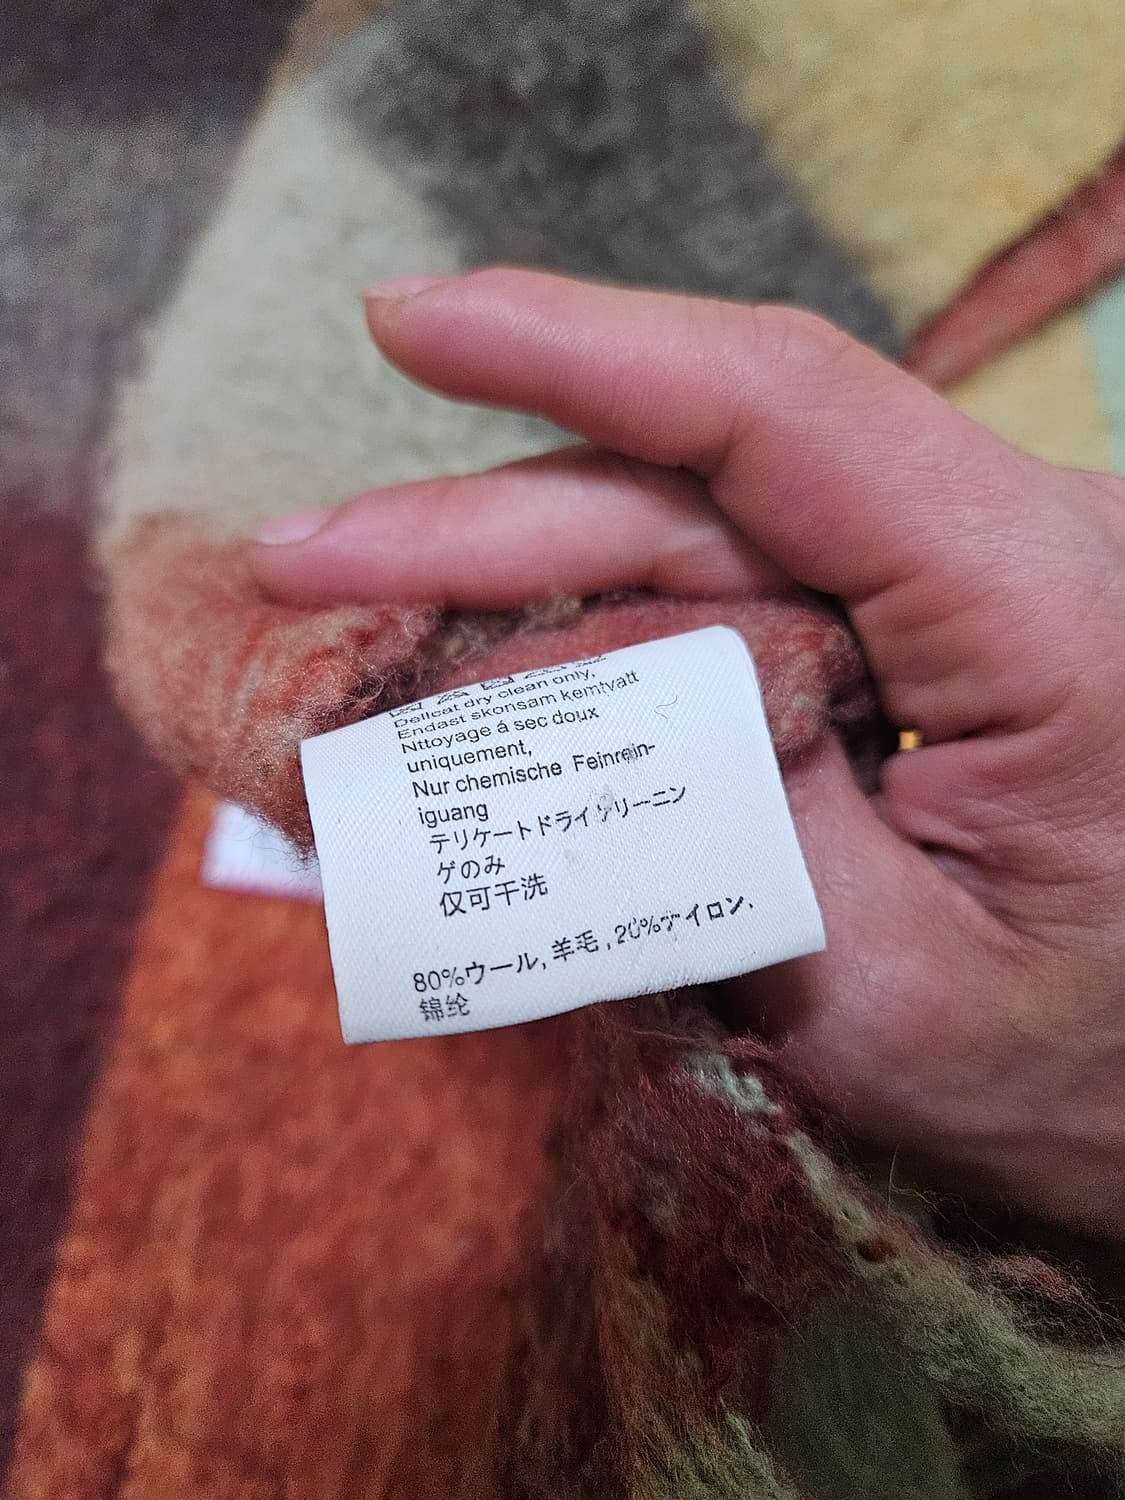 Delicat dry clean only,
Endast skonsam kemtvatt
Nttoyage á sec doux
uniquement,
Nur chemische Feinrein-
iguang
テリケートドライクリーニン
ゲのみ
仅可干洗
80%ウール, 羊毛 , 20%ナイロン.
锦纶